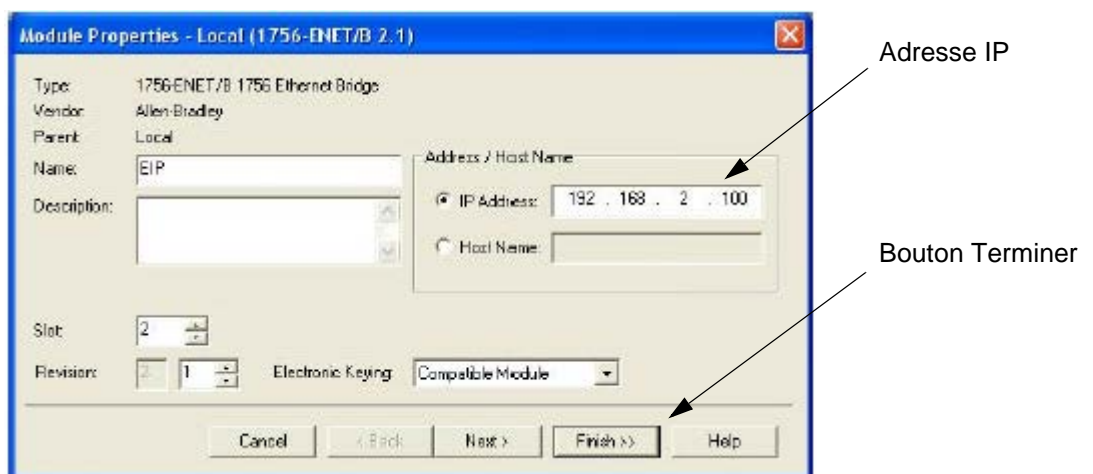 Module Properties - Local (1756-ENET/B 2.1)
Adresse IP
Type: 1756-ENET/B 1756 Ethernet Bridge
Vendor: Allen-Bradley
Parent: Local
Name: EIP
Address / Host Name
IP Address: 192 . 168 . 2 . 100
Description:
Host Name:
Bouton Terminer
Slot: 2
Revision: 2 1 Electronic Keying: Compatible Module
Cancel < Back Next > Finish >> Help